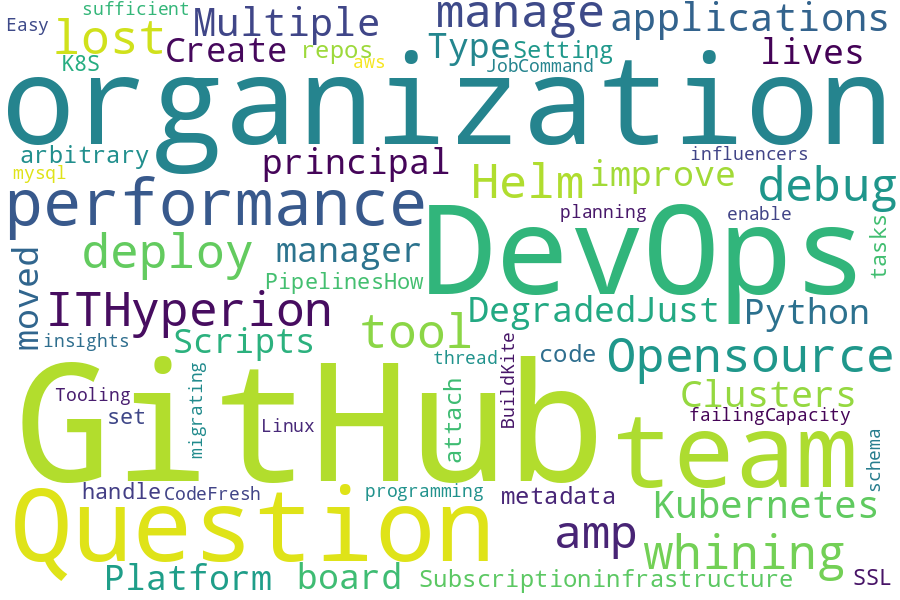 sufficient
Easy
lost
Multiple
manage
applications
Create
repos
Type
Setting
lives
K8S
aws
JobCommand
organization
arbitrary
principal
influencers
mysql
Helm
improve
debug
performance
DevOps
planning
enable
tasks
deploy
manager
moved
PipelinesHow
ITHyperion
DegradedJust
Python
insights
Scripts
tool
thread
BuildKite
code
Opensource
GitHub
Tooling
set
migrating
Linux
attach
Clusters
failingCapacity
team
schema
handle
CodeFresh
programming
metadata
Kubernetes
Question
amp
whining
Platform
board
Subscriptioninfrastructure
SSL